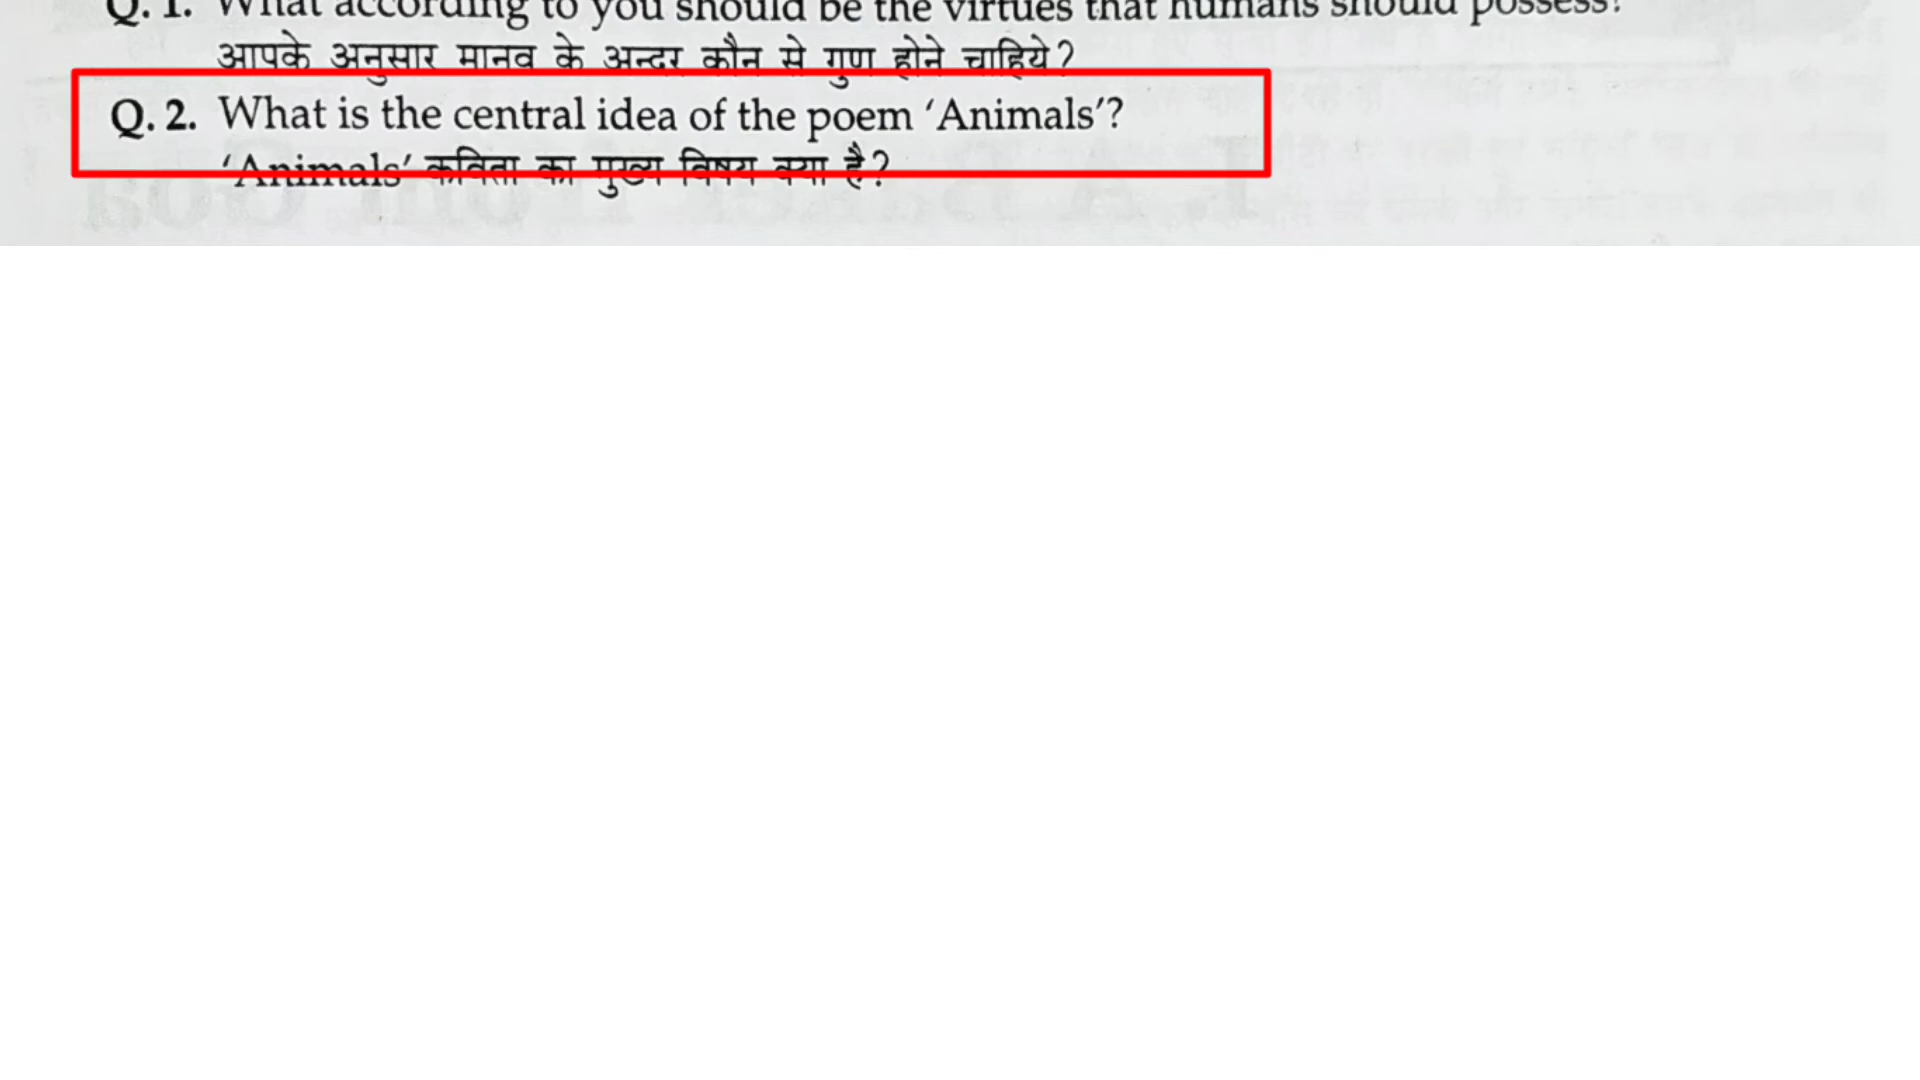 Q. 1. What according to you should be the virtues that humans should possess?
आपके अनुसार मानव के अन्दर कौन से गुण होने चाहिये?
Q. 2. What is the central idea of the poem ‘Animals’?
‘Animals’ कविता का मुख्य विषय क्या है?